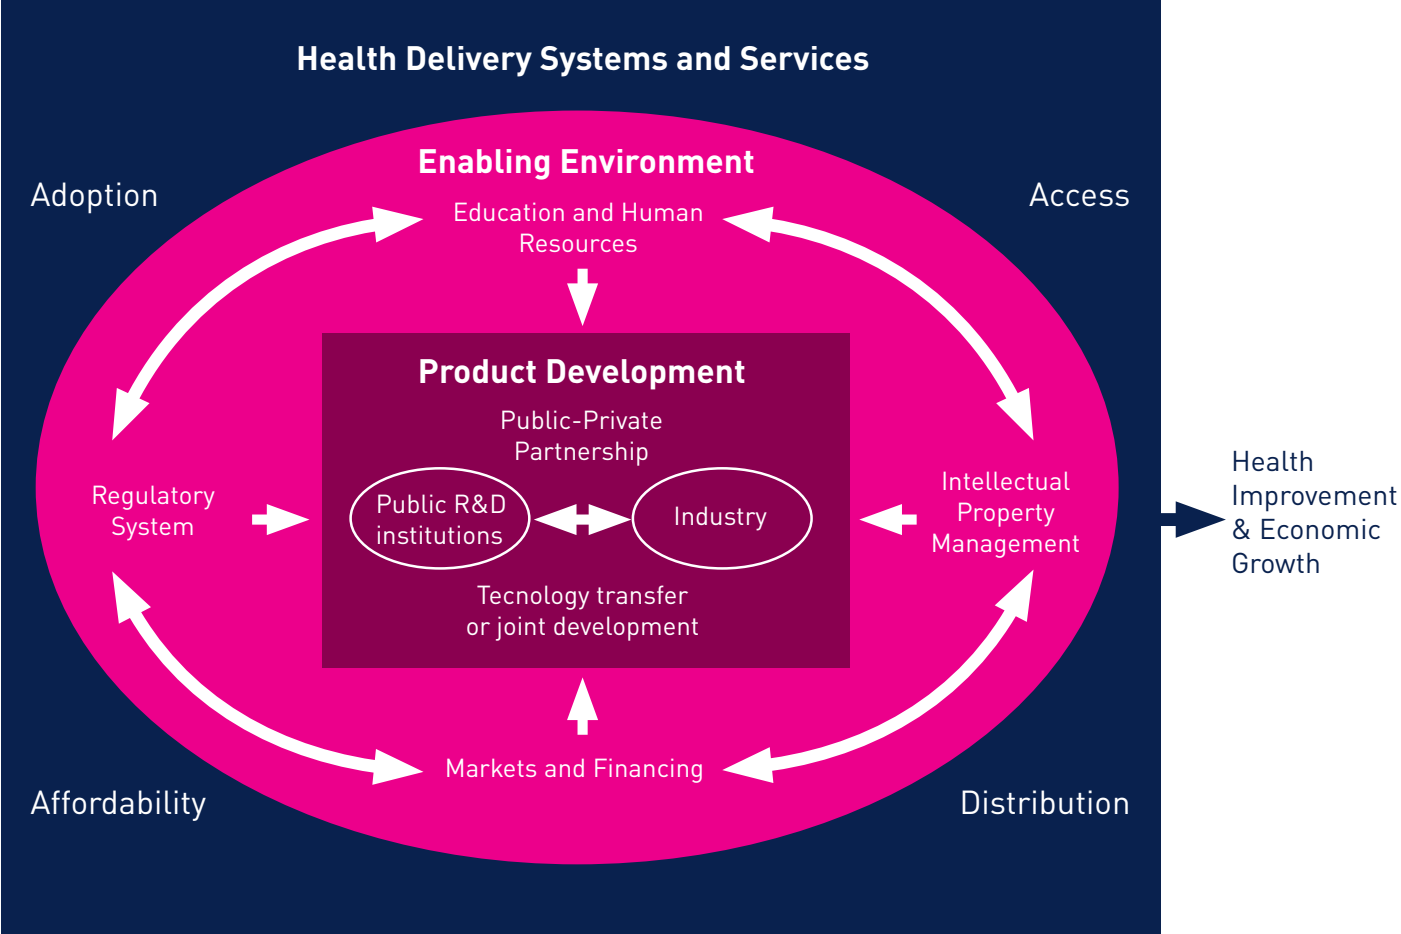 Health Delivery Systems and Services
Enabling Environment
Adoption
Access
Education and Human
Resources
Product Development
Public-Private
Partnership
Regulatory
System
Public R&D
institutions
Industry
Intellectual
Property
Management
Health
Improvement
& Economic
Growth
Tecnology transfer
or joint development
Markets and Financing
Affordability
Distribution